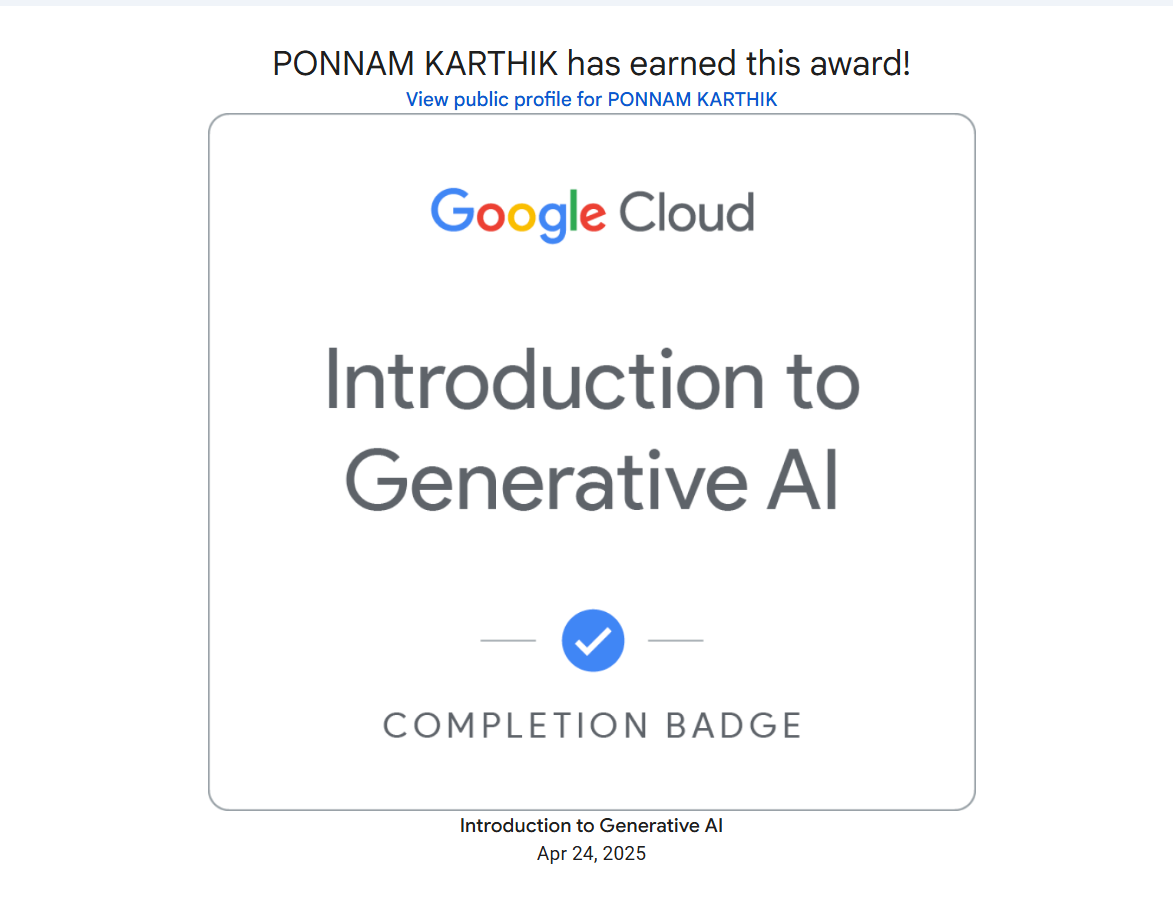 PONNAM KARTHIK has earned this award!
View public profile for PONNAM KARTHIK
Google Cloud
Introduction to
Generative AI
COMPLETION BADGE
Introduction to Generative AI
Apr 24, 2025